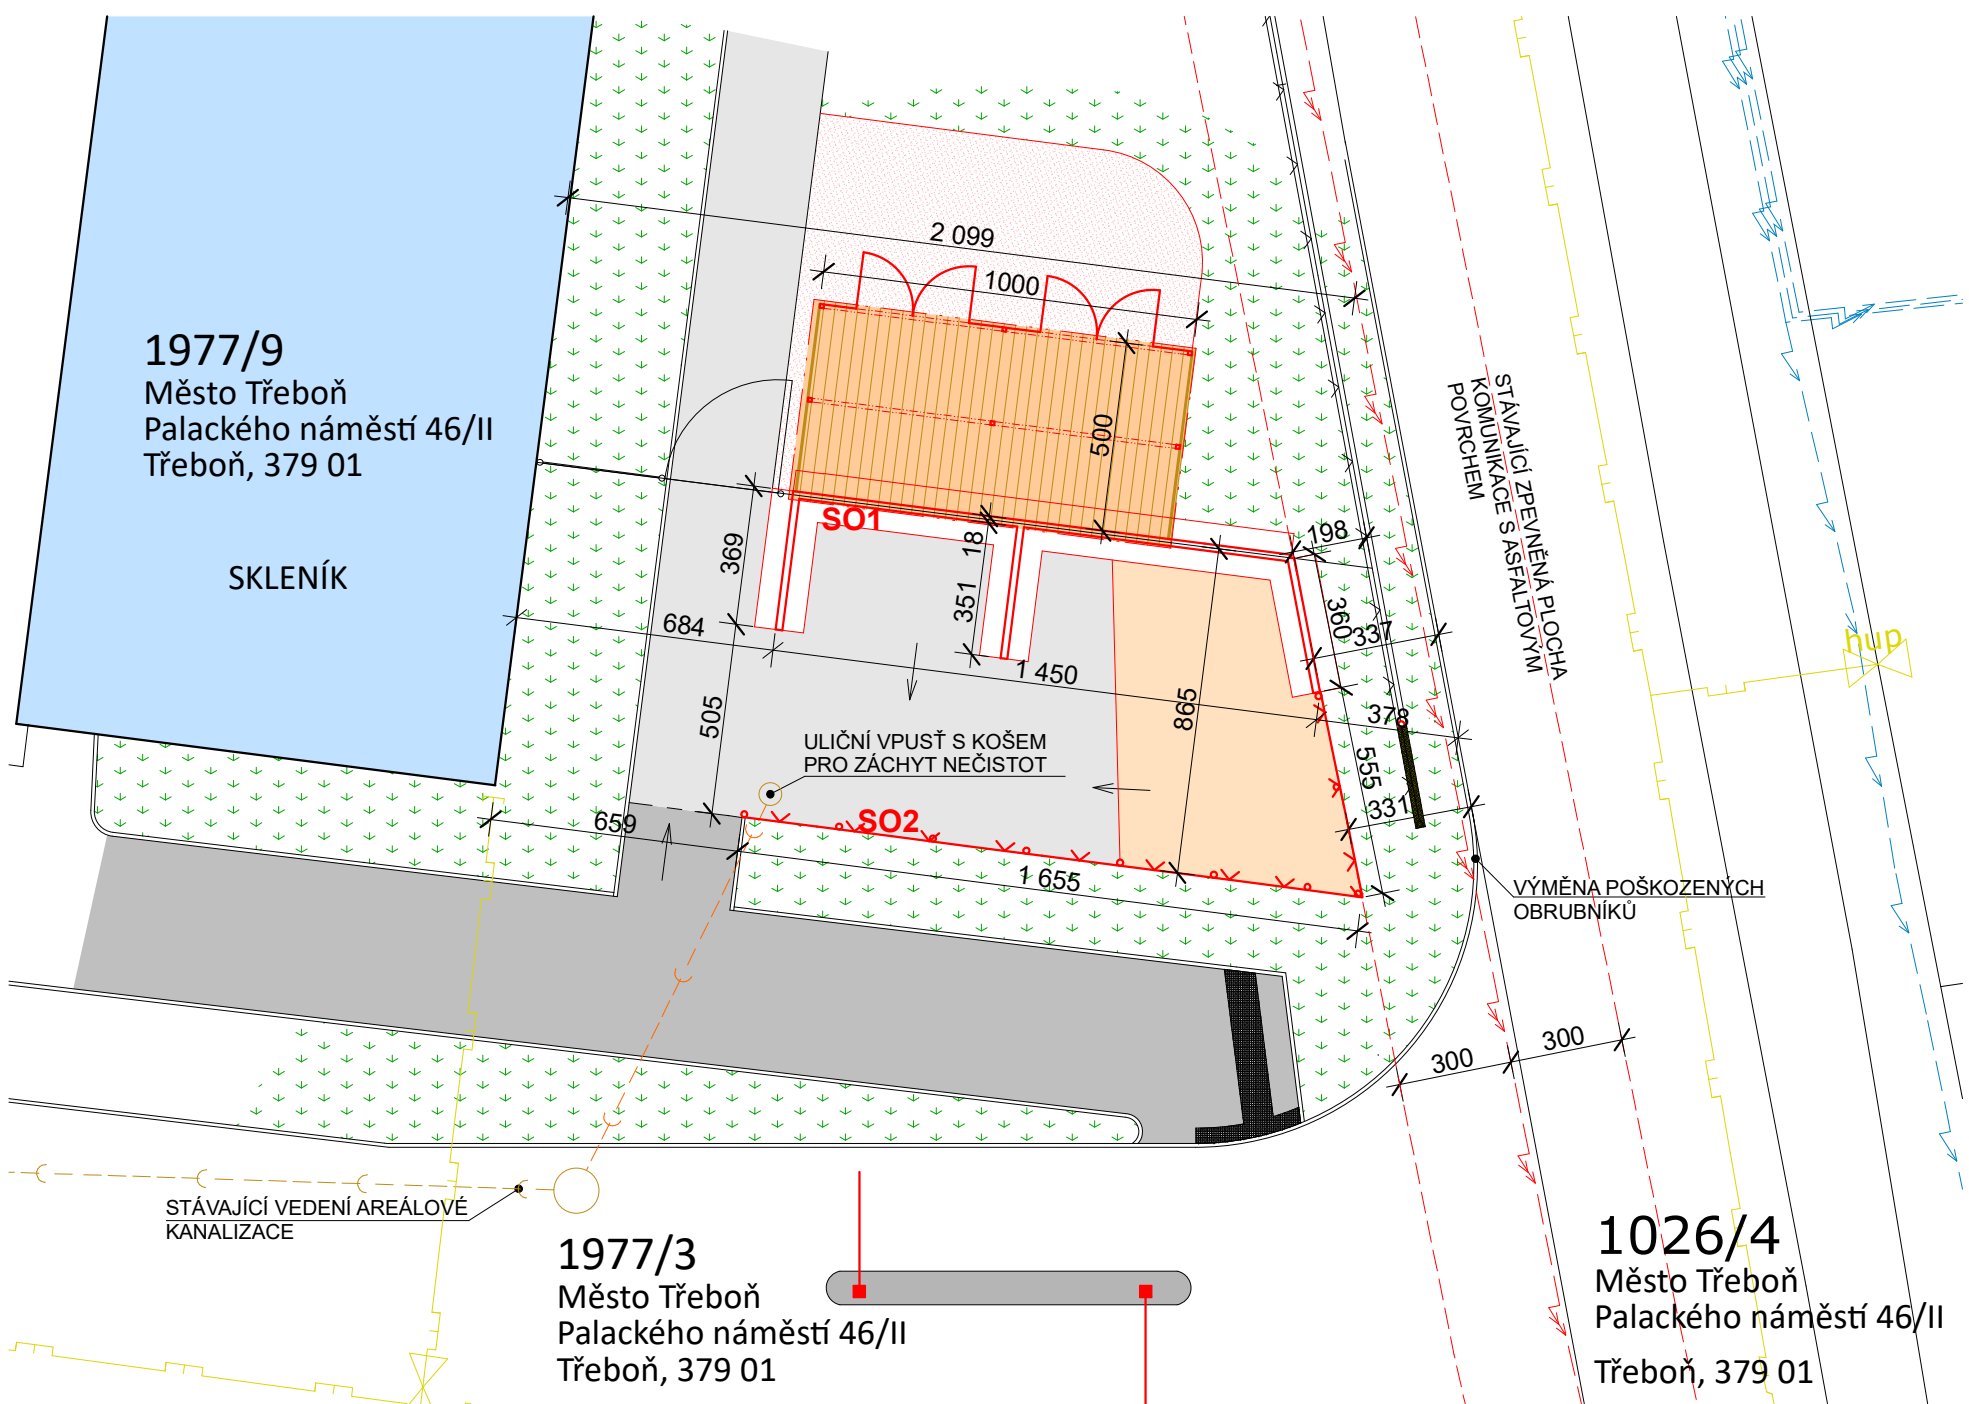 2 099
1000
1977/9
Město Třeboň
Palackého náměstí 46/II
Třeboň, 379 01
SKLENÍK
STÁVAJÍCÍ ZPEVNĚNÁ PLOCHA
KOMUNIKACE S ASFALTOVÝM
POVRCHEM
500
SO1
18
198
369
351
360
337
hup
684
1 450
865
378
505
ULIČNÍ VPUSŤ S KOŠEM
PRO ZÁCHYT NEČISTOT
555
331
659
SO2
1 655
VÝMĚNA POŠKOZENÝCH
OBRUBNÍKŮ
300
300
STÁVAJÍCÍ VEDENÍ AREÁLOVÉ
KANALIZACE
1977/3
Město Třeboň
Palackého náměstí 46/II
Třeboň, 379 01
1026/4
Město Třeboň
Palackého náměstí 46/II
Třeboň, 379 01